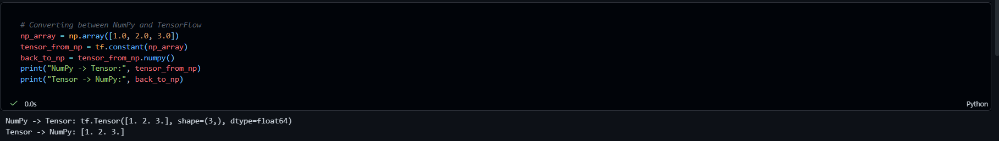 # Converting between NumPy and TensorFlow
np_array = np.array([1.0, 2.0, 3.0])
tensor_from_np = tf.constant(np_array)
back_to_np = tensor_from_np.numpy()
print("NumPy -> Tensor:", tensor_from_np)
print("Tensor -> NumPy:", back_to_np)
0.0s
Python
NumPy -> Tensor: tf.Tensor([1. 2. 3.], shape=(3,), dtype=float64)
Tensor -> NumPy: [1. 2. 3.]